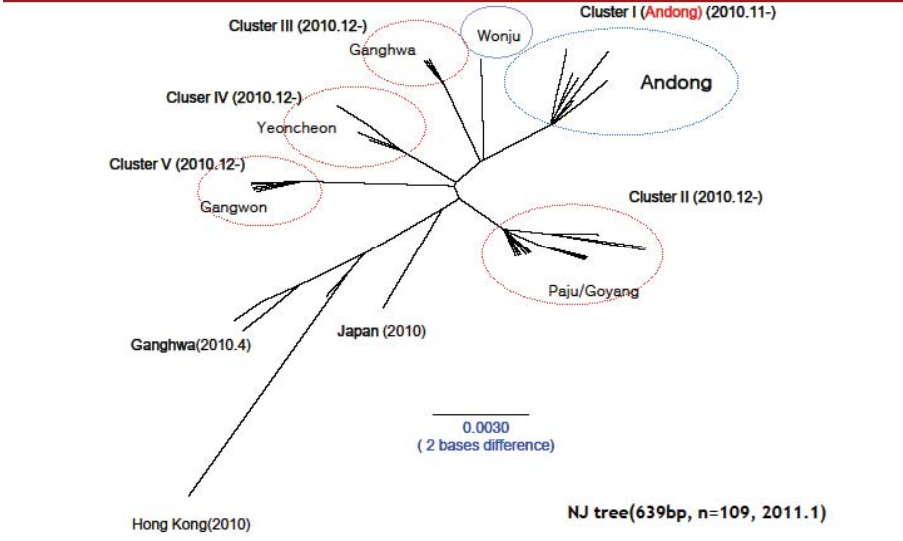 Cluster I (Andong) (2010.11-)
Cluster III (2010.12-)
Wonju
Ganghwa
Andong
Cluser IV (2010.12-)
Yeoncheon
Cluster V (2010.12-)
Gangwon
Cluster II (2010.12-)
Paju/Goyang
Japan (2010)
Ganghwa(2010.4)
0.0030
( 2 bases difference)
NJ tree(639bp, n=109, 2011.1)
Hong Kong(2010)